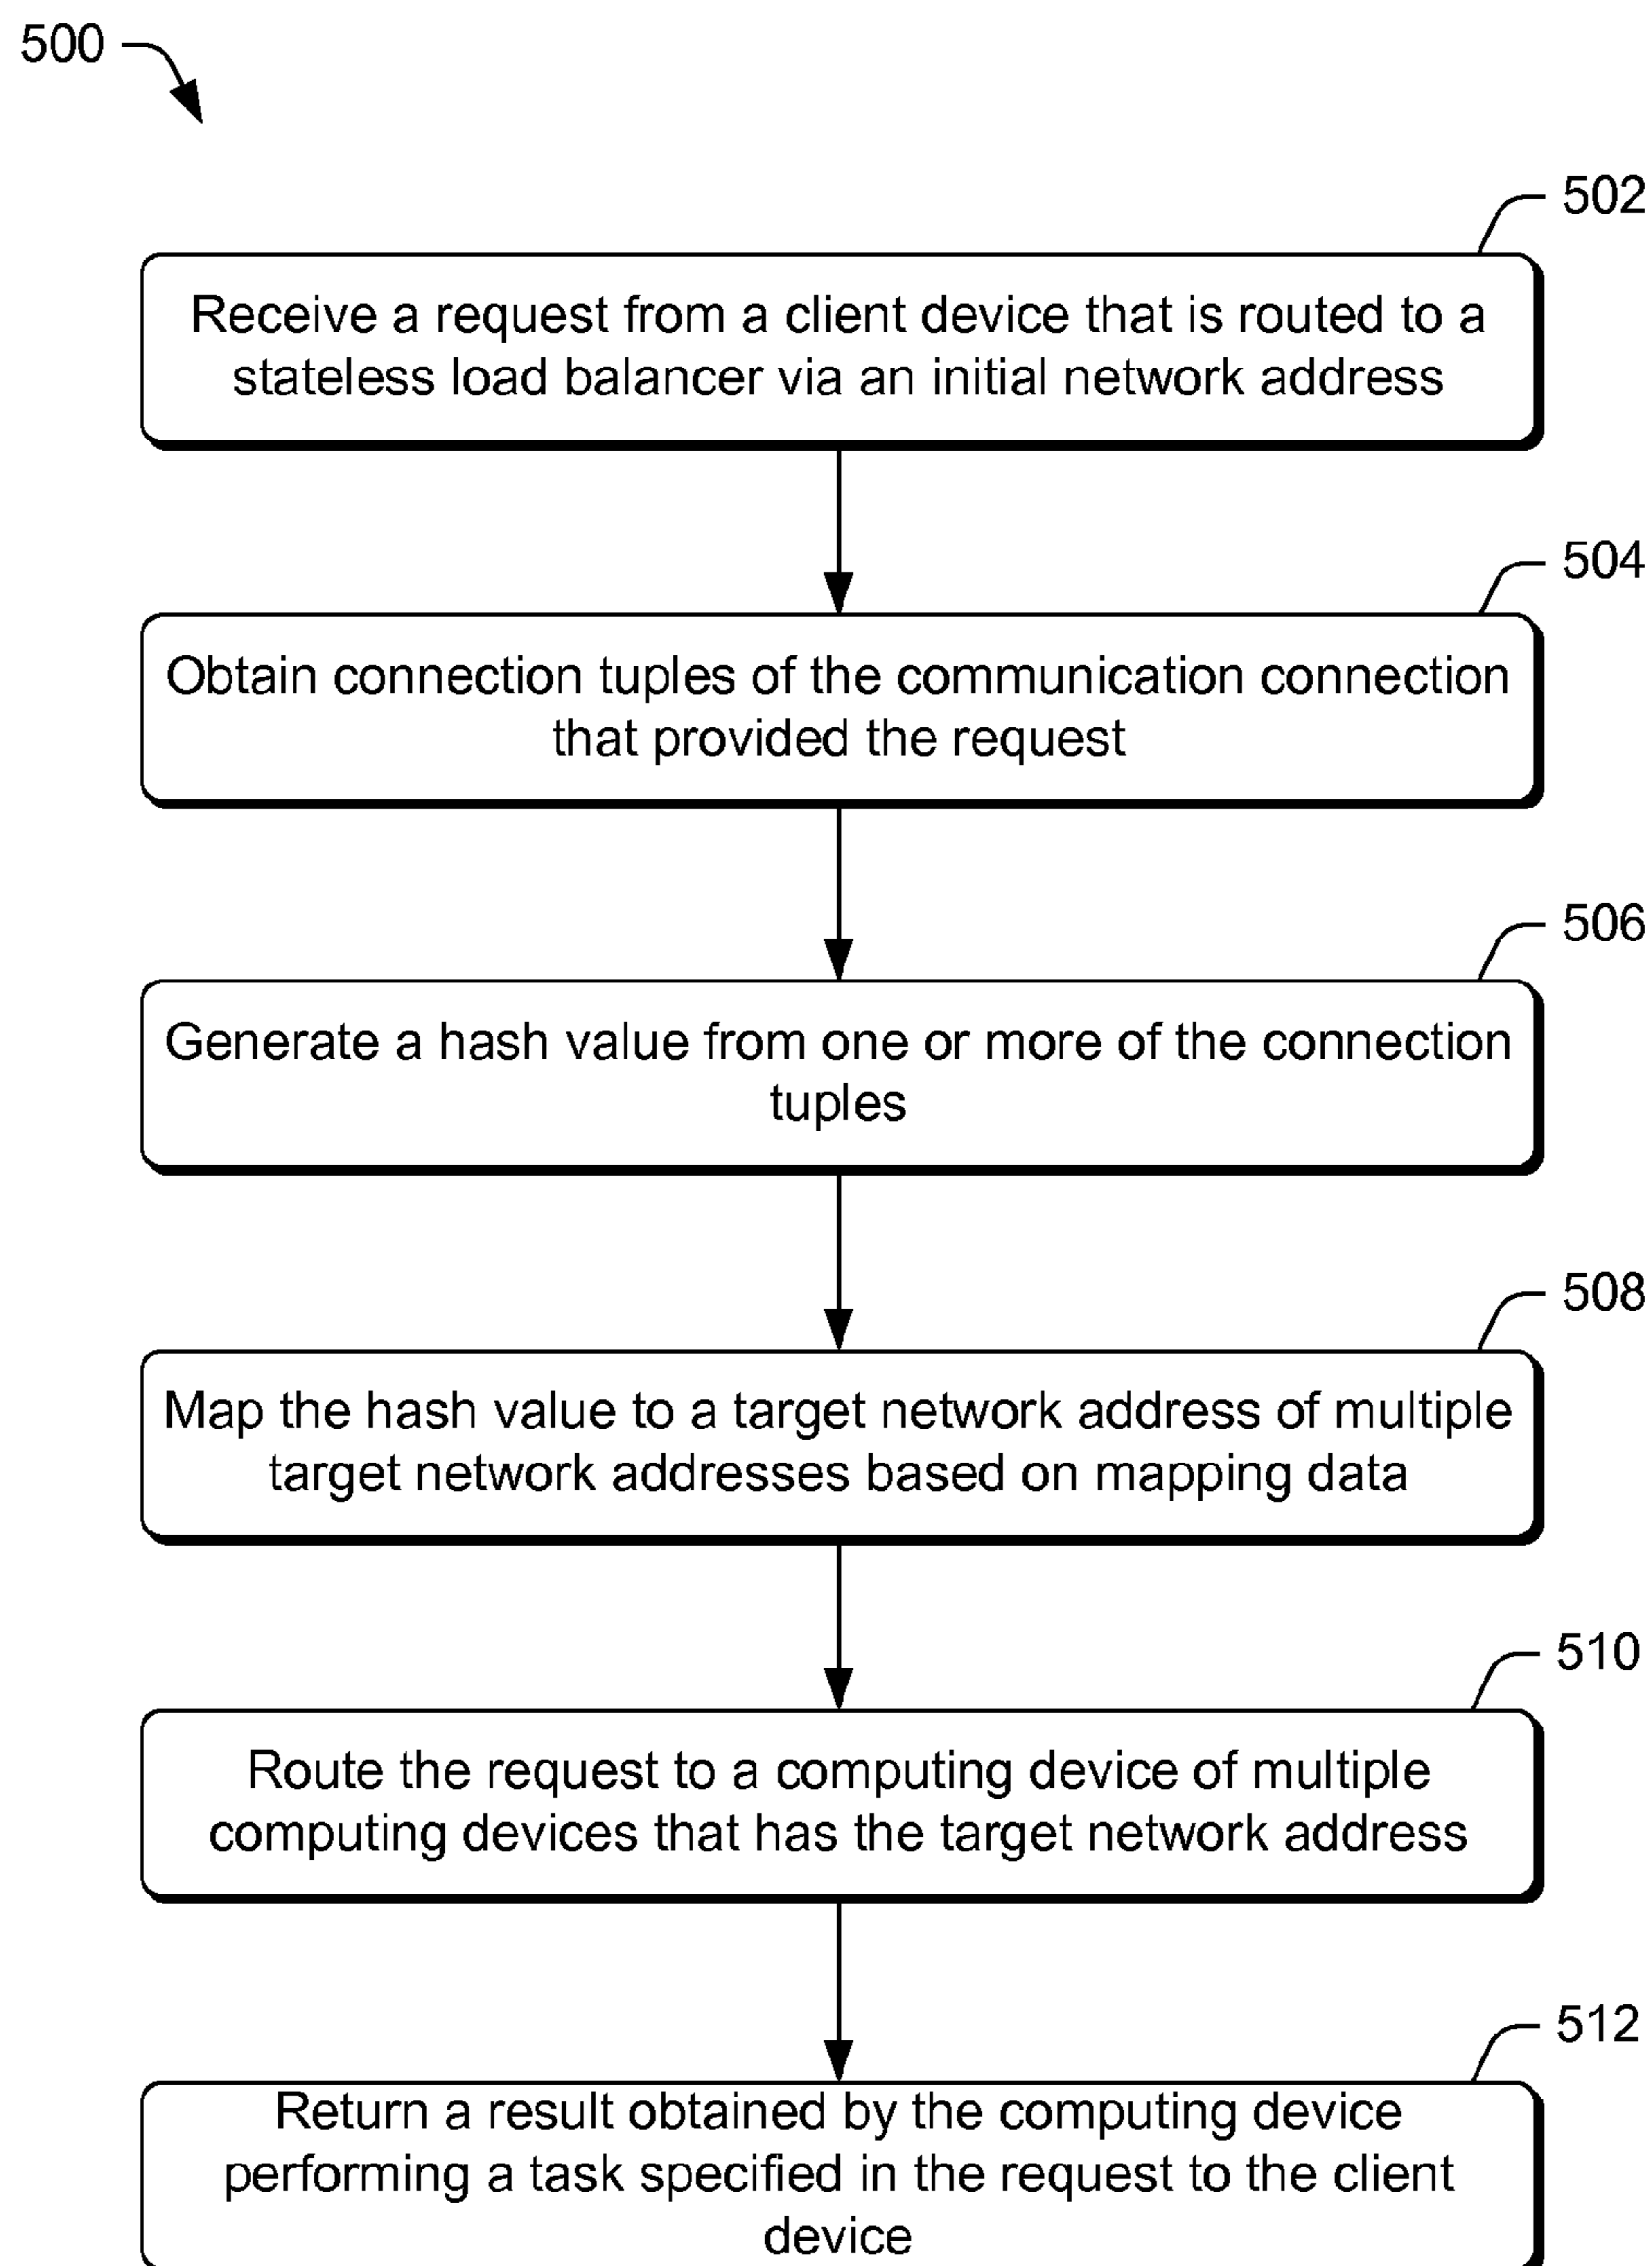 500
502
Receive a request from a client device that is routed to a
stateless load balancer via an initial network address
504
Obtain connection tuples of the communication connection
that provided the request
506
Generate a hash value from one or more of the connection
tuples
508
Map the hash value to a target network address of multiple
target network addresses based on mapping data
510
Route the request to a computing device of multiple
computing devices that has the target network address
512
Return a result obtained by the computing device
performing a task specified in the request to the client
device